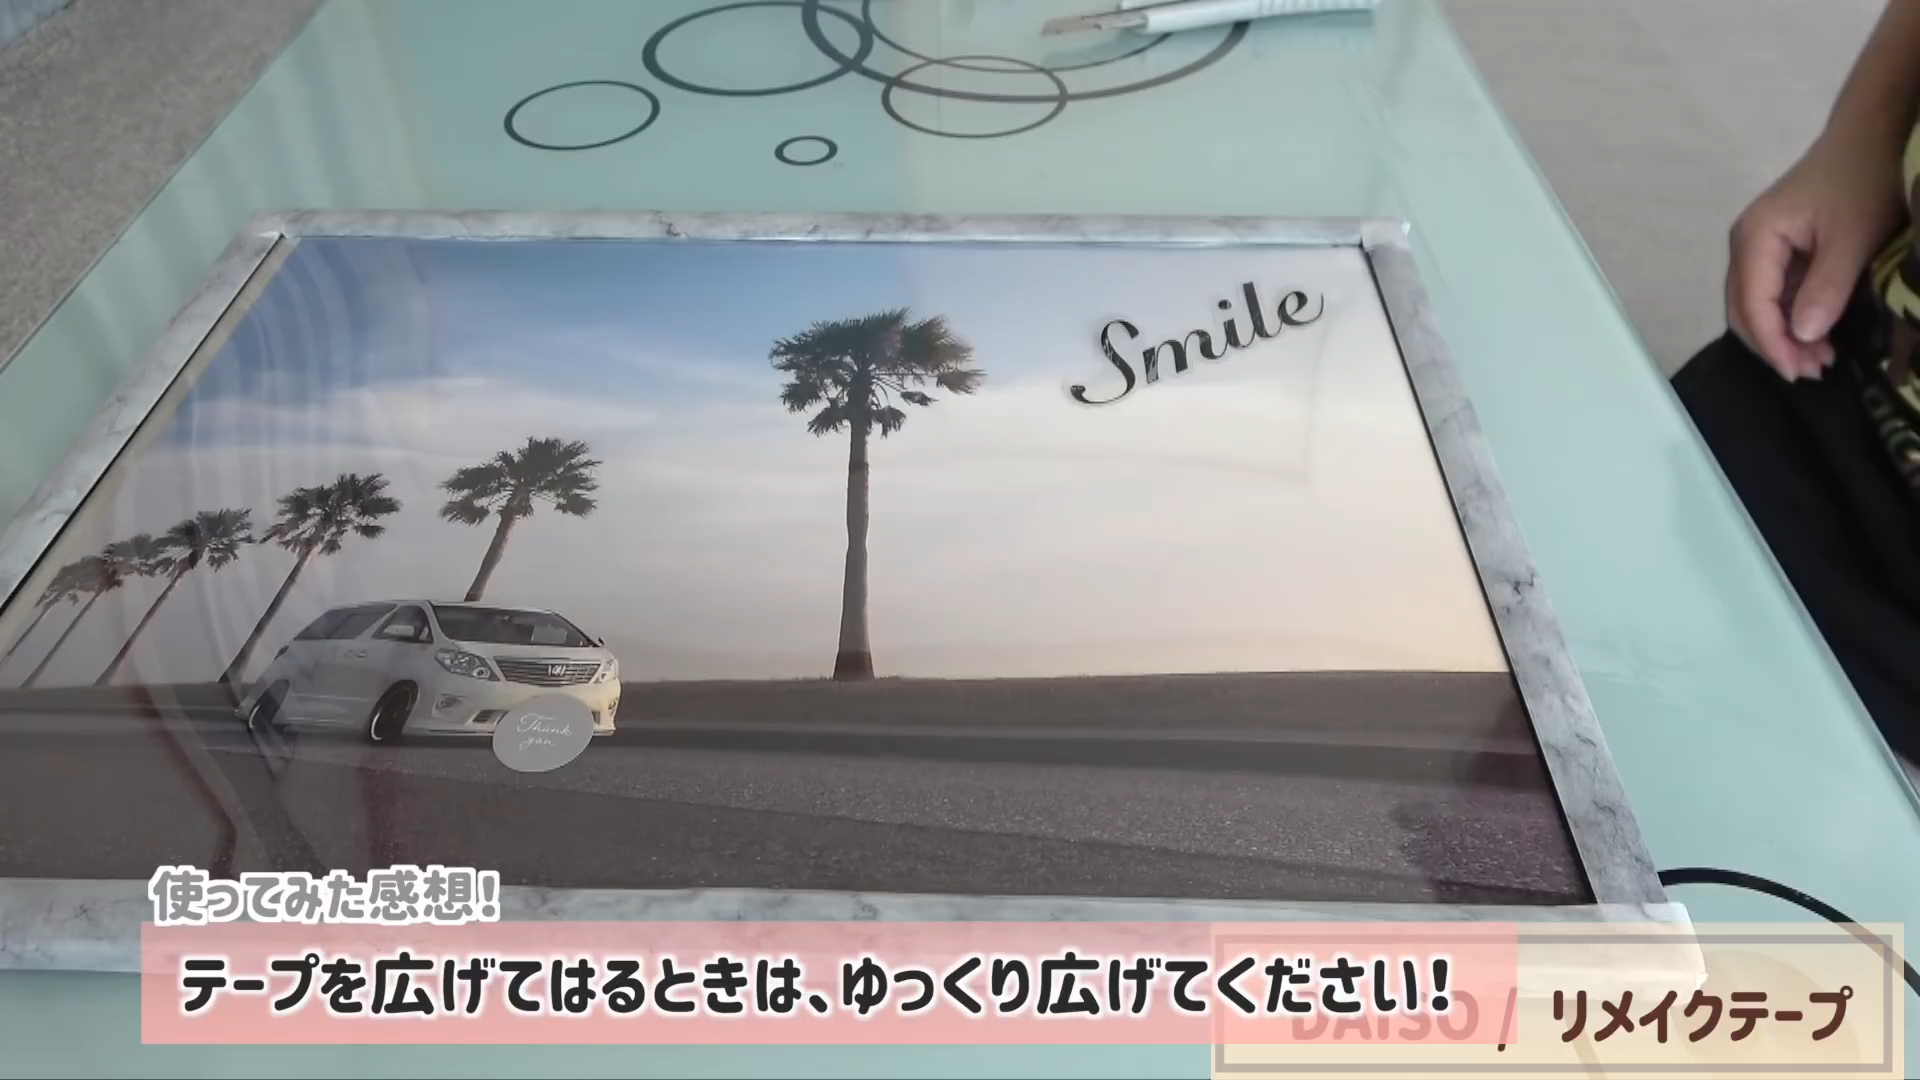 Smile
Thank
you
使ってみた感想!
テープを広げてはるときは、ゆっくり広げてください!
DAISO / リメイクテープ